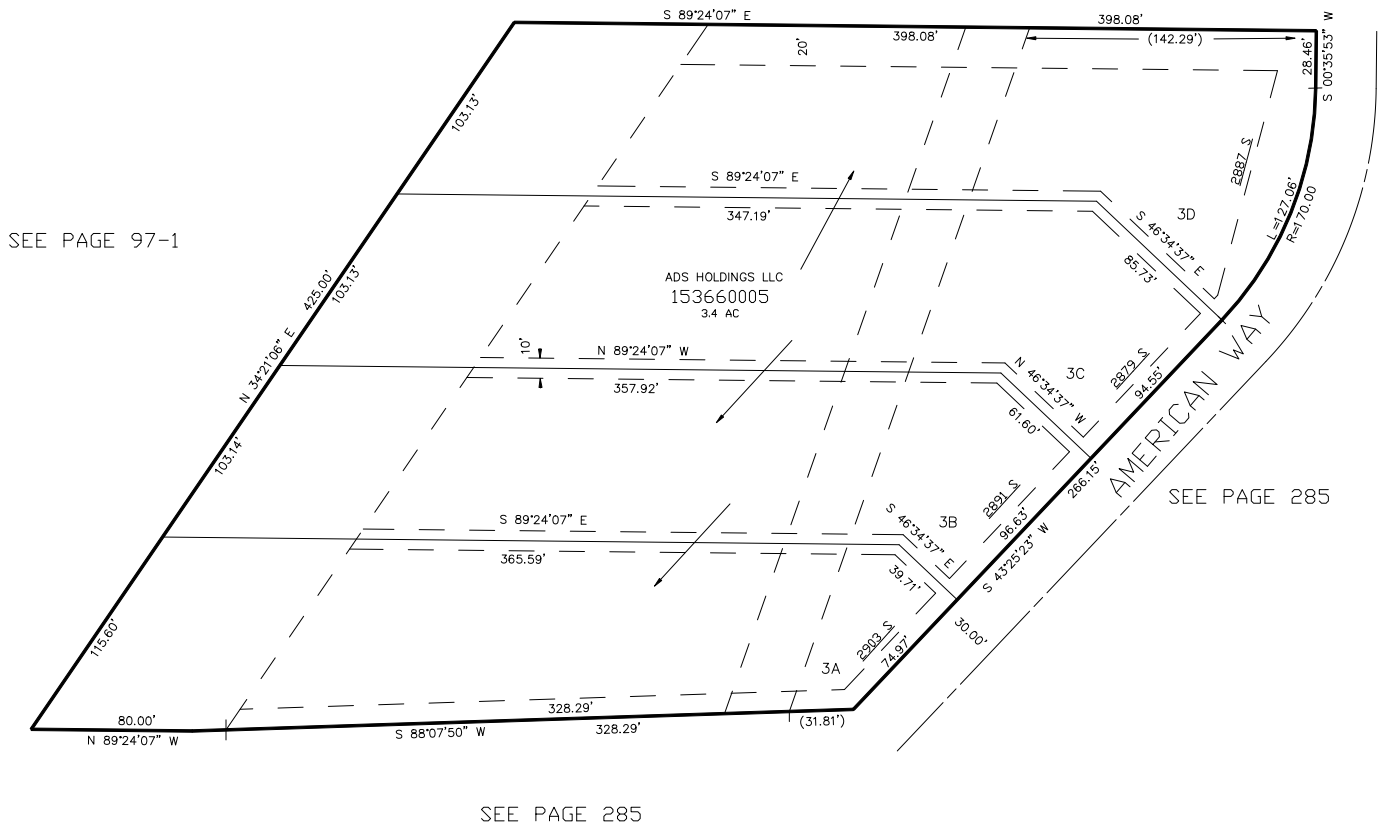 S 89°24'07" E
398.08'
398.08'
(142.29')
20'
28.46'
S 00°35'53" W
103.13'
2887 S
S 89°24'07" E
347.19'
3D
S 46°34'37" E
L=127.06'
R=170.00
SEE PAGE 97-1
85.73'
ADS HOLDINGS LLC
153660005
3.4 AC
425.00'
103.13'
N 34°21'06" E
10'
N 89°24'07" W
357.92'
3C
N 46°34'37" W
2879 S
94.55'
61.60'
AMERICAN WAY
103.14'
266.15'
SEE PAGE 285
2891 S
S 89°24'07" E
365.59'
3B
S 46°34'37" E
96.63'
S 43°25'23" W
39.71'
30.00'
115.60'
2903 S
74.97'
3A
328.29'
80.00'
N 89°24'07" W
S 88°07'50" W
328.29'
(31.81')
SEE PAGE 285